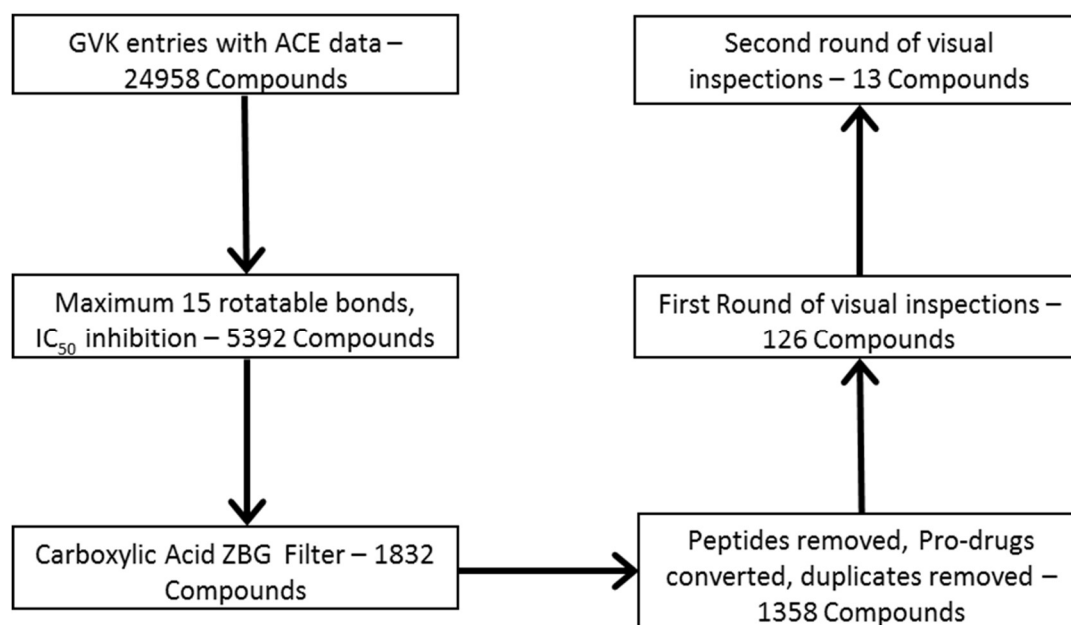 GVK entries with ACE data –
24958 Compounds
Maximum 15 rotatable bonds,
IC₅₀ inhibition – 5392 Compounds
Carboxylic Acid ZBG Filter – 1832
Compounds
Peptides removed, Pro-drugs
converted, duplicates removed –
1358 Compounds
First Round of visual inspections –
126 Compounds
Second round of visual
inspections – 13 Compounds